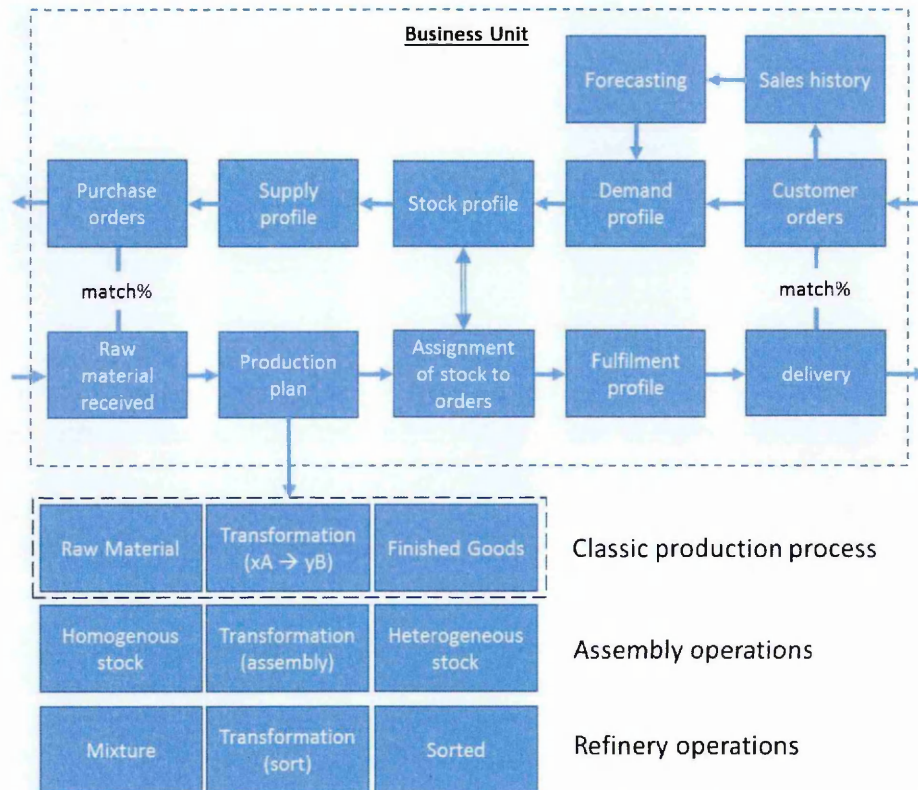 Business Unit
Forecasting
Sales history
Purchase
orders
Supply
profile
Stock profile
Demand
profile
Customer
orders
match%
match%
Raw
material
received
Production
plan
Assignment
of stock to
orders
Fulfilment
profile
delivery
Raw Material
Transformation
(xA → yB)
Finished Goods
Classic production process
Homogenous
stock
Transformation
(assembly)
Heterogeneous
stock
Assembly operations
Mixture
Transformation
(sort)
Sorted
Refinery operations